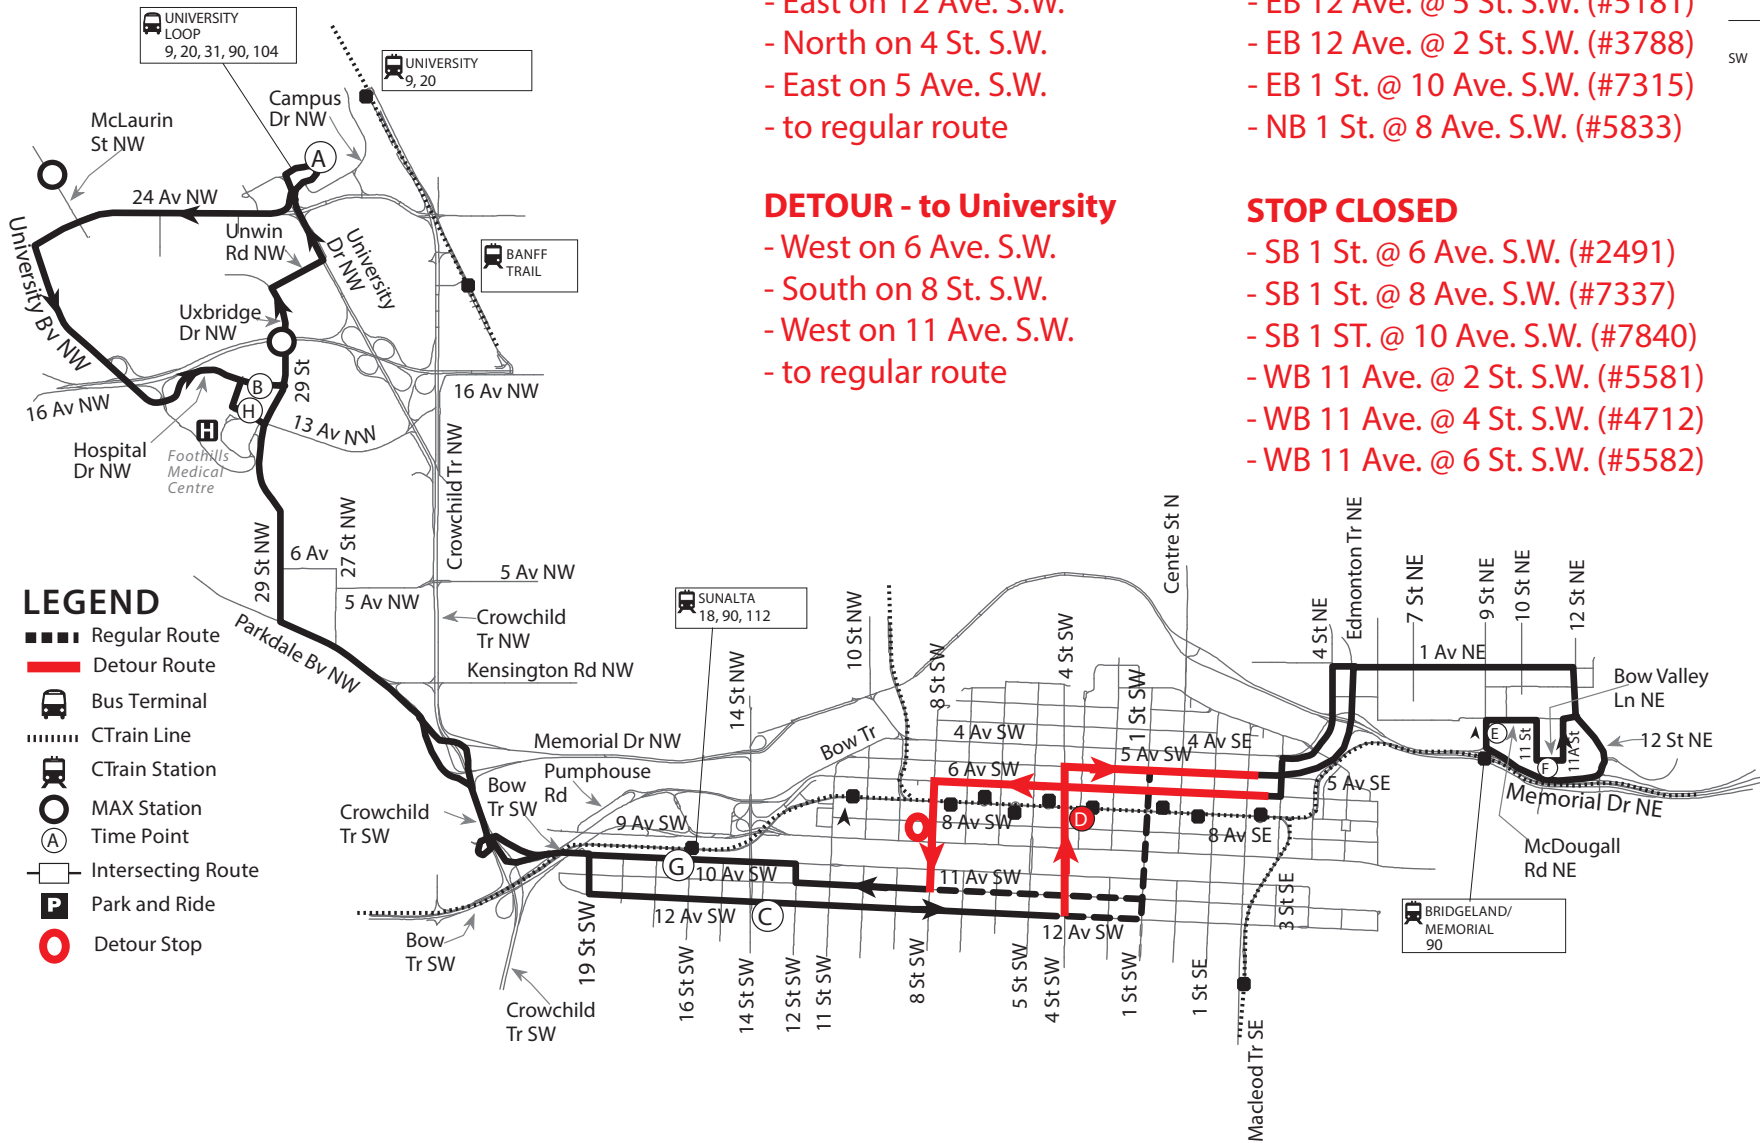 - East on 12 Ave. S.W.
- North on 4 St. S.W.
- East on 5 Ave. S.W.
- to regular route
- EB 12 Ave. @ 5 St. S.W. (#5181)
- EB 12 Ave. @ 2 St. S.W. (#3788)
- EB 1 St. @ 10 Ave. S.W. (#7315)
- NB 1 St. @ 8 Ave. S.W. (#5833)
SW
DETOUR - to University
- West on 6 Ave. S.W.
- South on 8 St. S.W.
- West on 11 Ave. S.W.
- to regular route
STOP CLOSED
- SB 1 St. @ 6 Ave. S.W. (#2491)
- SB 1 St. @ 8 Ave. S.W. (#7337)
- SB 1 ST. @ 10 Ave. S.W. (#7840)
- WB 11 Ave. @ 2 St. S.W. (#5581)
- WB 11 Ave. @ 4 St. S.W. (#4712)
- WB 11 Ave. @ 6 St. S.W. (#5582)
UNIVERSITY
LOOP
9, 20, 31, 90, 104
UNIVERSITY
9, 20
Campus
Dr NW
McLaurin
St NW
A
24 Av NW
Unwin
Rd NW
University
Dr NW
BANFF
TRAIL
University Bv NW
Uxbridge
Dr NW
29 St
B
H
16 Av NW
16 Av NW
13 Av NW
H
Hospital
Dr NW
Foothills
Medical
Centre
Crowchild Tr NW
29 St NW
6 Av
27 St NW
5 Av NW
5 Av NW
Crowchild
Tr NW
Parkdale Bv NW
Kensington Rd NW
LEGEND
Regular Route
Detour Route
Bus Terminal
CTrain Line
CTrain Station
MAX Station
A
Time Point
Intersecting Route
P
Park and Ride
Detour Stop
SUNALTA
18, 90, 112
14 St NW
10 St NW
8 St SW
4 St SW
1 St SW
Centre St N
4 St NE
Edmonton Tr NE
7 St NE
9 St NE
10 St NE
12 St NE
1 Av NE
Bow Valley
Ln NE
12 St NE
E
11 St
F
11A St
Memorial Dr NE
McDougall
Rd NE
BRIDGELAND/
MEMORIAL
90
Memorial Dr NW
Bow Tr
4 Av SW
4 Av SE
5 Av SW
6 Av SW
5 Av SE
Bow
Tr SW
Pumphouse
Rd
Crowchild
Tr SW
9 Av SW
8 Av SW
D
8 Av SE
G
10 Av SW
11 Av SW
12 Av SW
C
12 Av SW
3 St SE
Bow
Tr SW
Crowchild
Tr SW
19 St SW
16 St SW
14 St SW
12 St SW
11 St SW
8 St SW
5 St SW
4 St SW
1 St SW
1 St SE
Macleod Tr SE